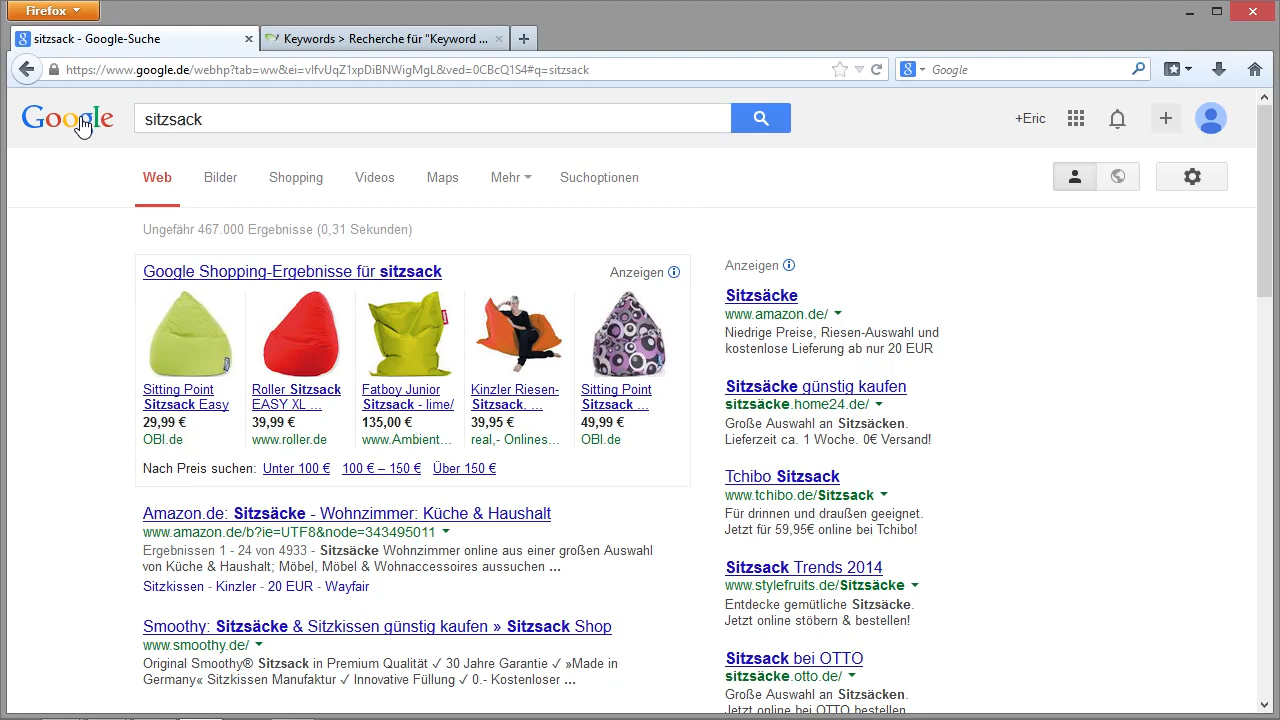 Firefox
sitzsack - Google-Suche
Keywords > Recherche für "Keyword ...
https://www.google.de/webhp?tab=ww&ei=vlfvUqZ1xpDiBNWigMgL&ved=0CBcQ1S4#q=sitzsack
Google
Google
sitzsack
+Eric
Web
Bilder
Shopping
Videos
Maps
Mehr
Suchoptionen
Ungefähr 467.000 Ergebnisse (0,31 Sekunden)
Google Shopping-Ergebnisse für sitzsack
Anzeigen
Sitting Point
Sitzsack Easy
29,99 €
OBI.de
Roller Sitzsack
EASY XL ...
39,99 €
www.roller.de
Fatboy Junior
Sitzsack - lime/
135,00 €
www.Ambient...
Kinzler Riesen-
Sitzsack, ...
39,95 €
real,- Onlines...
Sitting Point
Sitzsack ...
49,99 €
OBI.de
Nach Preis suchen: Unter 100 € 100 € – 150 € Über 150 €
Amazon.de: Sitzsäcke - Wohnzimmer: Küche & Haushalt
www.amazon.de/b?ie=UTF8&node=343495011
Ergebnissen 1 - 24 von 4933 - Sitzsäcke Wohnzimmer online aus einer großen Auswahl
von Küche & Haushalt; Möbel, Möbel & Wohnaccessoires aussuchen ...
Sitzkissen - Kinzler - 20 EUR - Wayfair
Smoothy: Sitzsäcke & Sitzkissen günstig kaufen » Sitzsack Shop
www.smoothy.de/
Original Smoothy® Sitzsack in Premium Qualität ✓ 30 Jahre Garantie ✓ »Made in
Germany« Sitzkissen Manufaktur ✓ Innovative Füllung ✓ 0.- Kostenloser ...
Anzeigen
Sitzsäcke
www.amazon.de/
Niedrige Preise, Riesen-Auswahl und
kostenlose Lieferung ab nur 20 EUR
Sitzsäcke günstig kaufen
sitzsäcke.home24.de/
Große Auswahl an Sitzsäcken.
Lieferzeit ca. 1 Woche. 0€ Versand!
Tchibo Sitzsack
www.tchibo.de/Sitzsack
Für drinnen und draußen geeignet.
Jetzt für 59,95€ online bei Tchibo!
Sitzsack Trends 2014
www.stylefruits.de/Sitzsäcke
Entdecke gemütliche Sitzsäcke.
Jetzt online stöbern & bestellen!
Sitzsack bei OTTO
sitzsäcke.otto.de/
Große Auswahl an Sitzsäcken.
Jetzt online bestellen